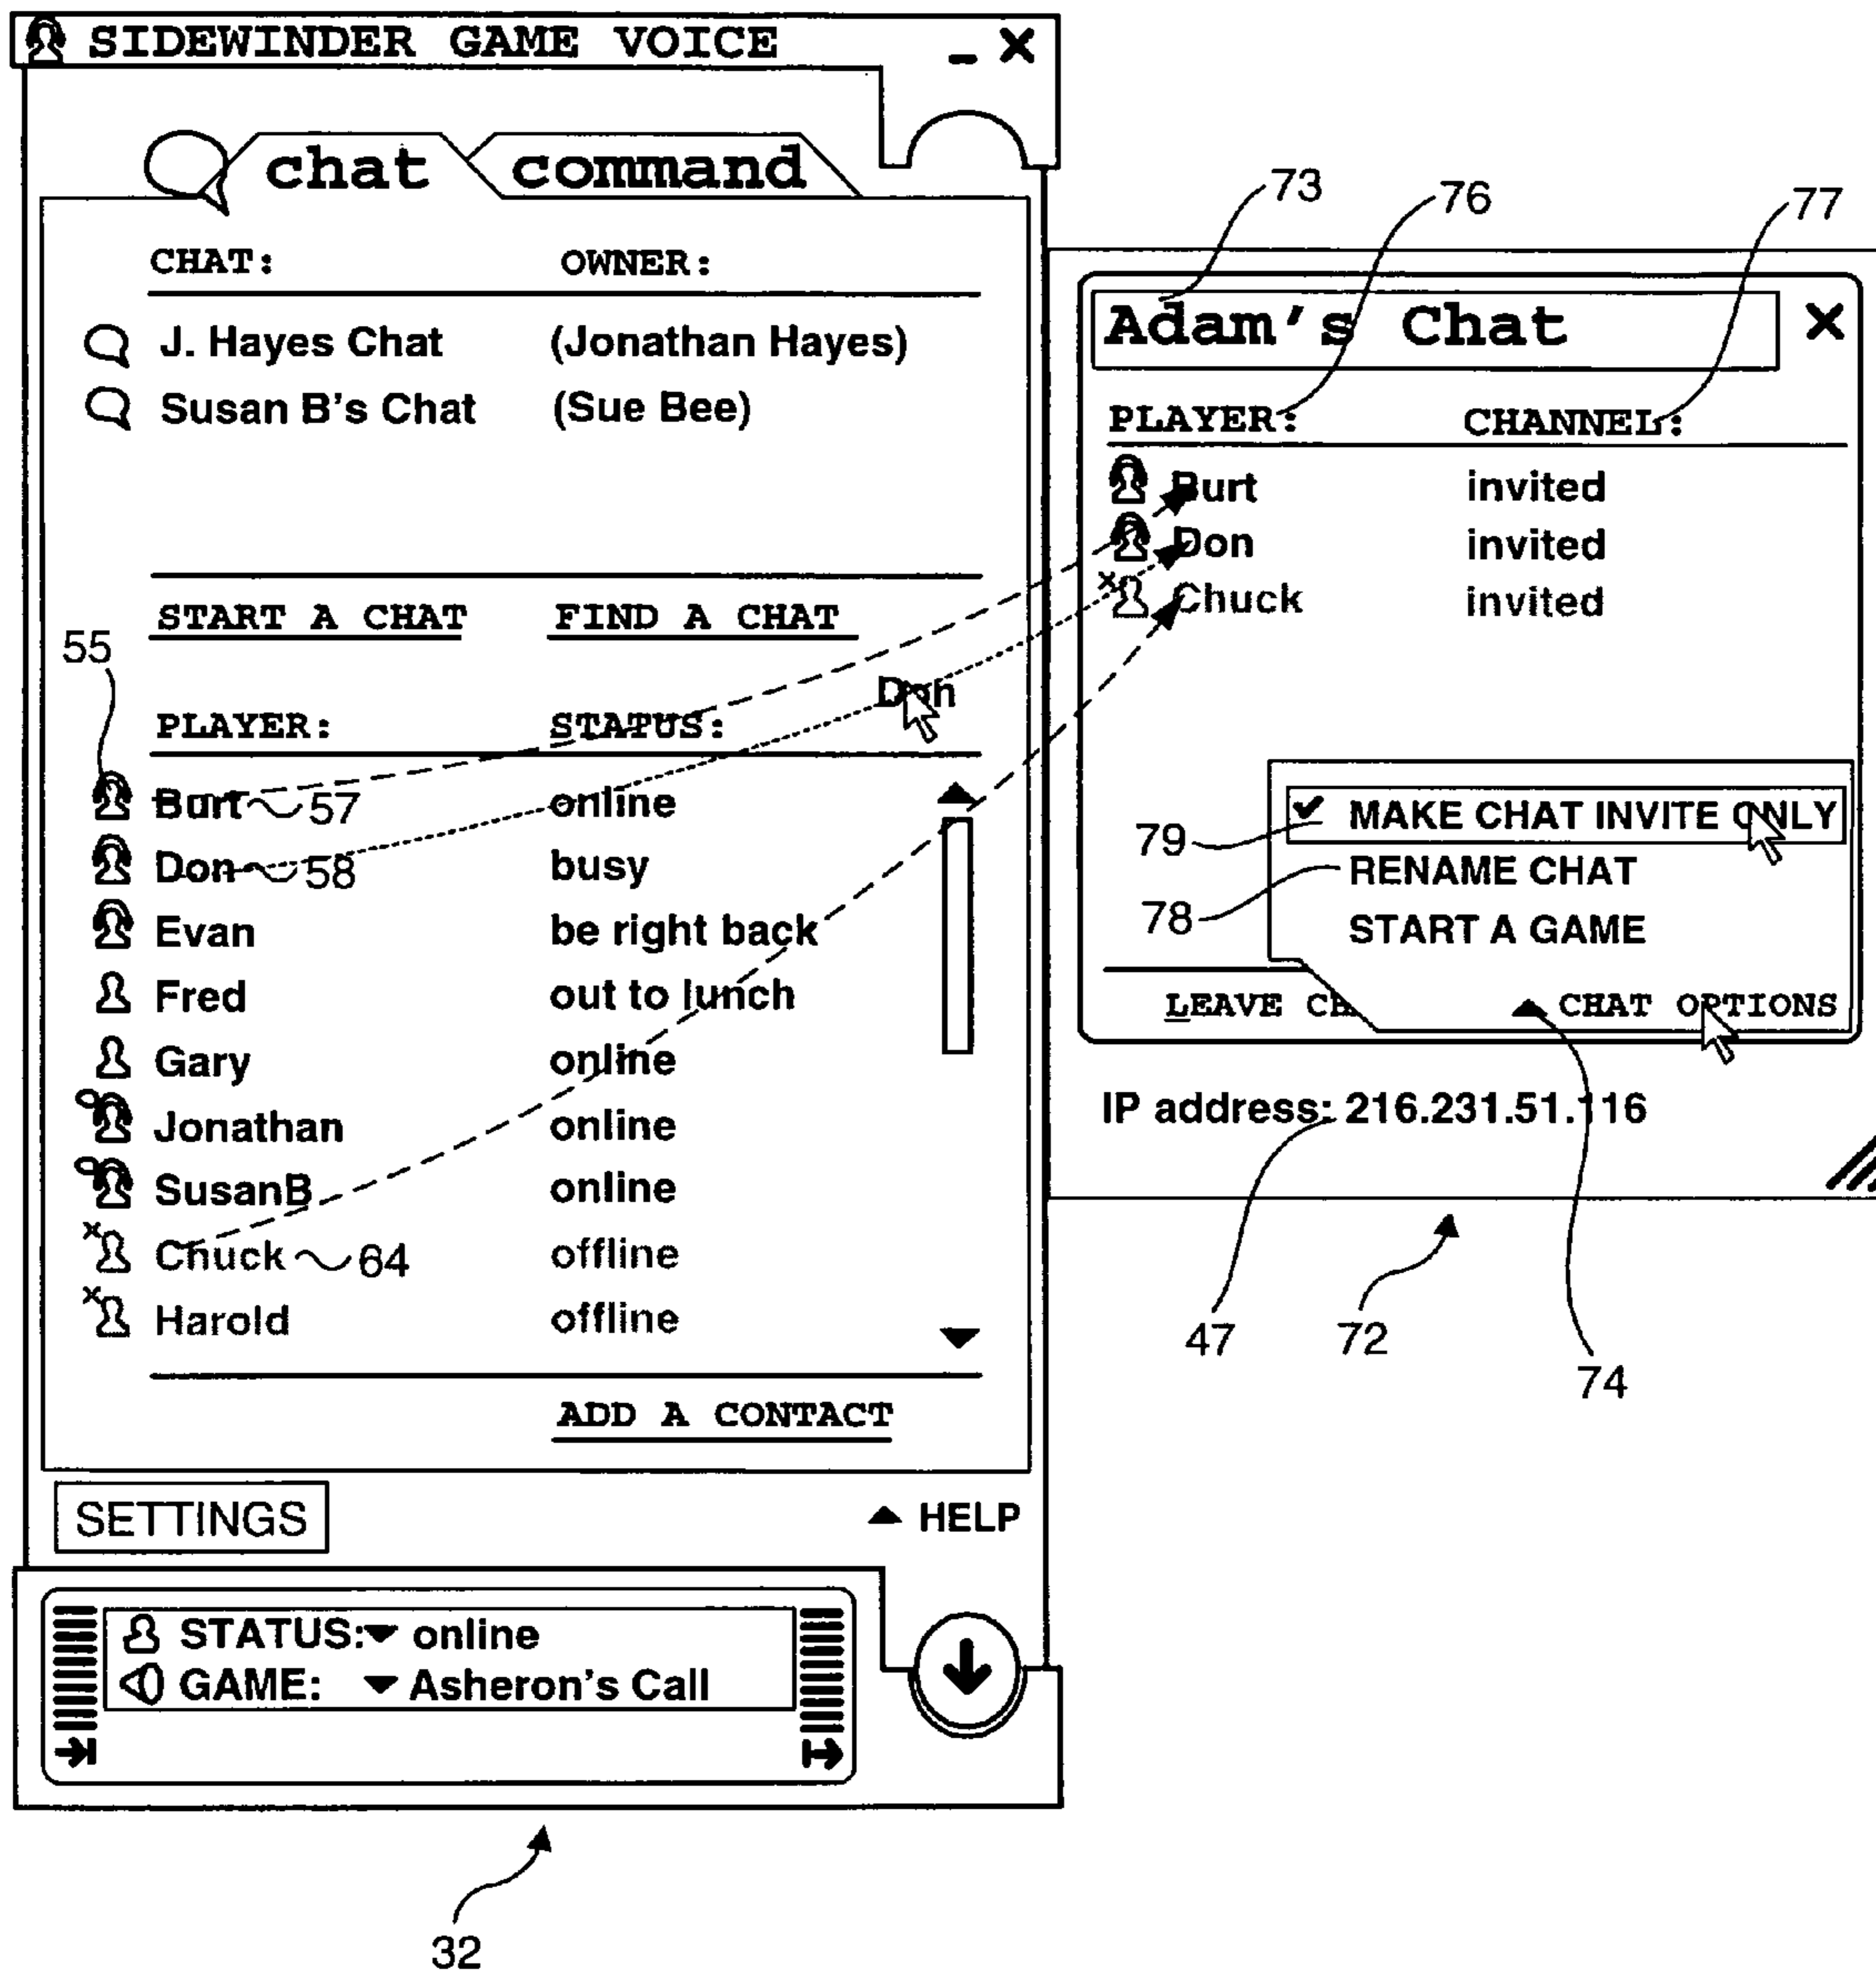 SIDEWINDER GAME VOICE
chat command
CHAT: OWNER:
J. Hayes Chat (Jonathan Hayes)
Susan B's Chat (Sue Bee)
START A CHAT FIND A CHAT
55
Don
PLAYER: STATUS:
Burt 57 online
Don 58 busy
Evan be right back
Fred out to lunch
Gary online
Jonathan online
SusanB online
Chuck 64 offline
Harold offline
ADD A CONTACT
SETTINGS HELP
STATUS: online
GAME: Asheron's Call
32
73 76 77
Adam's Chat
PLAYER: CHANNEL:
Burt invited
Don invited
Chuck invited
79 MAKE CHAT INVITE ONLY
78 RENAME CHAT
START A GAME
LEAVE CH CHAT OPTIONS
IP address: 216.231.51.116
47 72 74